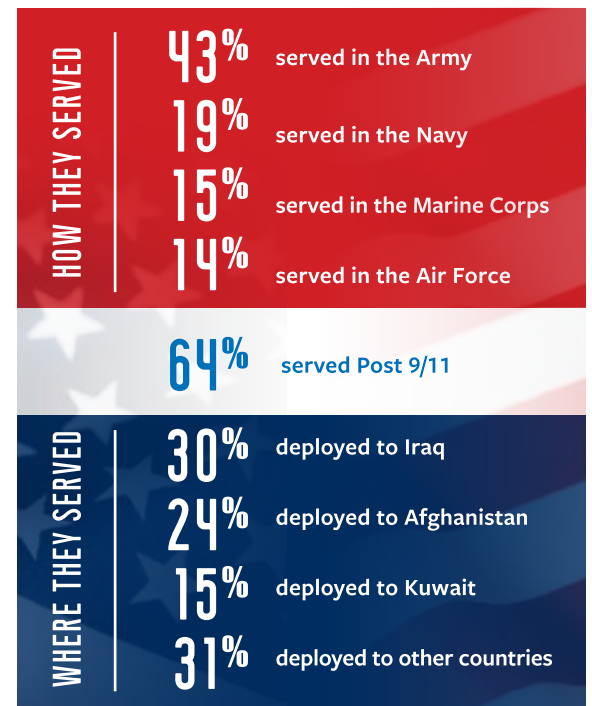 HOW THEY SERVED
43% served in the Army
19% served in the Navy
15% served in the Marine Corps
14% served in the Air Force
64% served Post 9/11
WHERE THEY SERVED
30% deployed to Iraq
24% deployed to Afghanistan
15% deployed to Kuwait
31% deployed to other countries